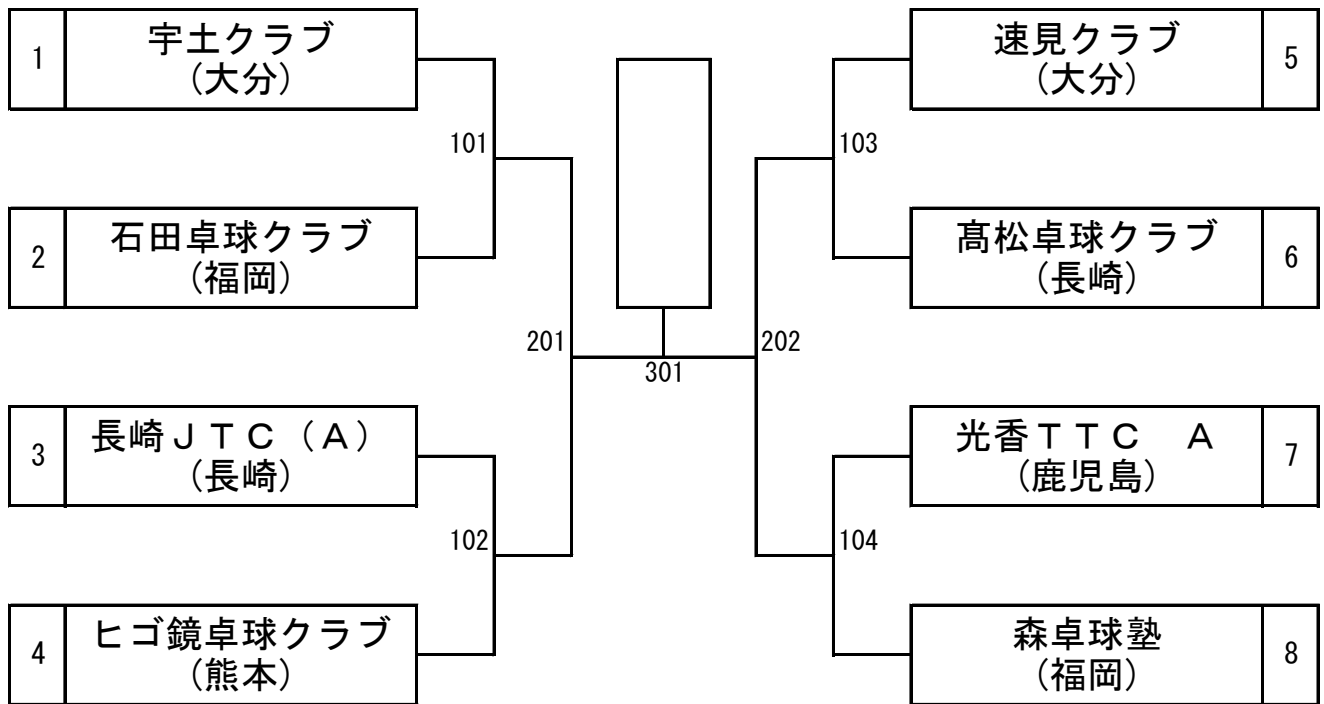 1
宇土クラブ
(大分)
2
石田卓球クラブ
(福岡)
3
長崎ＪＴＣ（Ａ）
(長崎)
4
ヒゴ鏡卓球クラブ
(熊本)
101
102
201
301
202
103
104
速見クラブ
(大分)
5
髙松卓球クラブ
(長崎)
6
光香ＴＴＣ　Ａ
(鹿児島)
7
森卓球塾
(福岡)
8